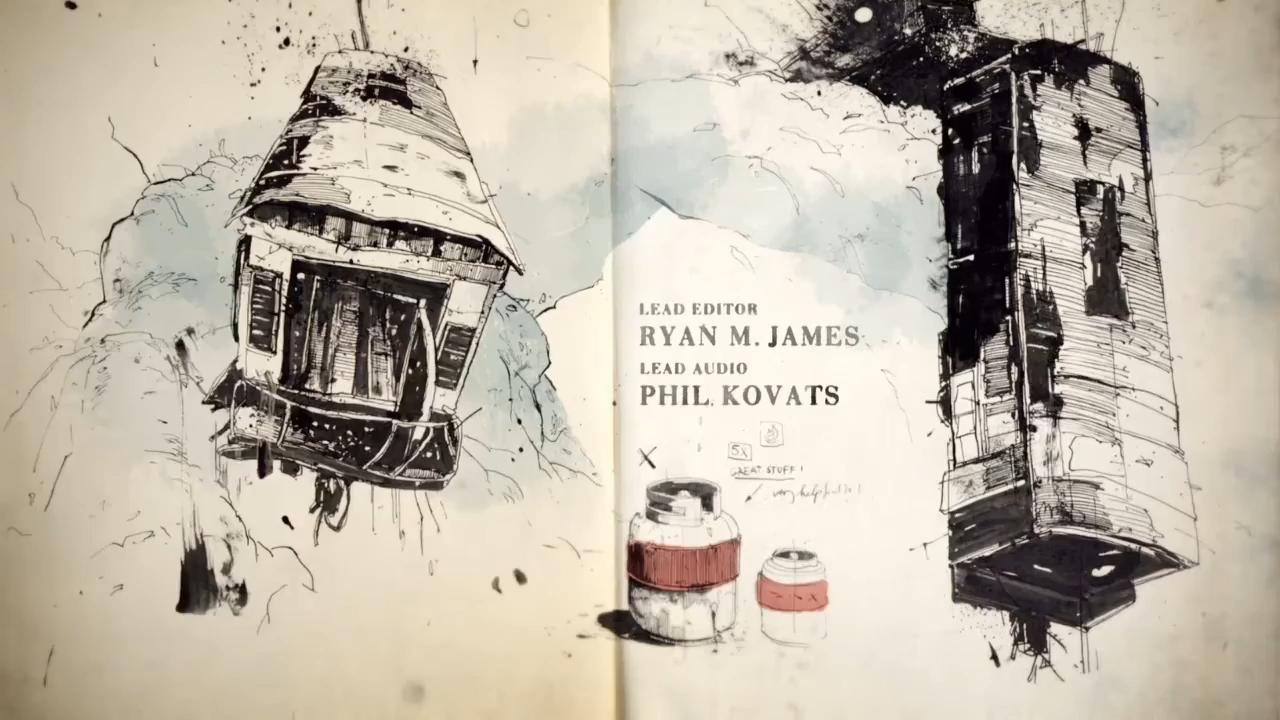 LEAD EDITOR
RYAN M. JAMES
LEAD AUDIO
PHIL KOVATS
5X
GREAT STUFF!